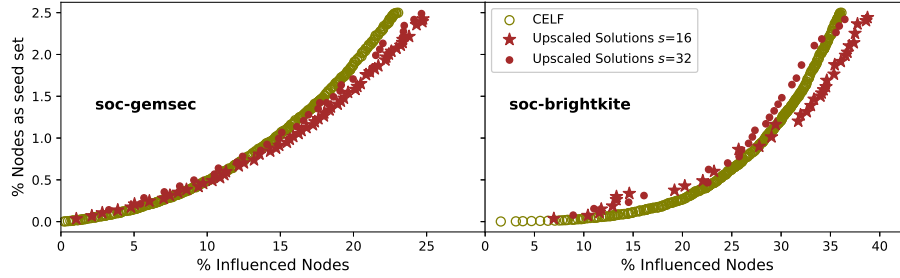 2.5
2.0
1.5
1.0
0.5
0.0
% Nodes as seed set
soc-gemsec
0 5 10 15 20 25
% Influenced Nodes
CELF
Upscaled Solutions s=16
Upscaled Solutions s=32
soc-brightkite
0 5 10 15 20 25 30 35 40
% Influenced Nodes